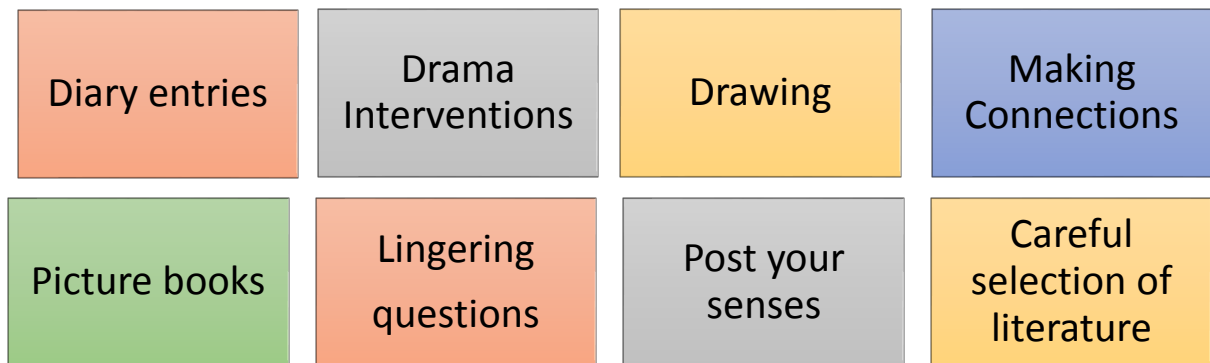 Diary entries
Drama
Interventions
Drawing
Making
Connections
Picture books
Lingering
questions
Post your
senses
Careful
selection of
literature